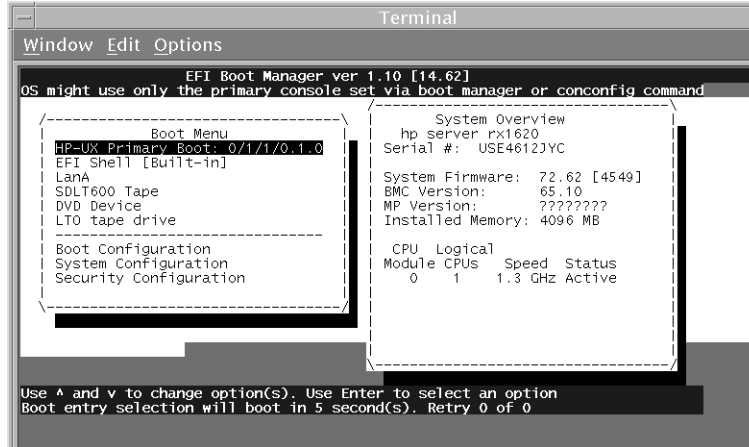 Terminal
Window Edit Options
EFI Boot Manager ver 1.10 [14.62]
OS might use only the primary console set via boot manager or conconfig command
Boot Menu
HP-UX Primary Boot: 0/1/1/0.1.0
EFI Shell [Built-in]
LanA
SDLT600 Tape
DVD Device
LTO tape drive
Boot Configuration
System Configuration
Security Configuration
System Overview
hp server rx1620
Serial #: USE4612JYC
System Firmware: 72.62 [4549]
BMC Version: 65.10
MP Version: ????????
Installed Memory: 4096 MB
CPU Logical
Module CPUs Speed Status
0 1 1.3 GHz Active
Use ^ and v to change option(s). Use Enter to select an option
Boot entry selection will boot in 5 second(s). Retry 0 of 0